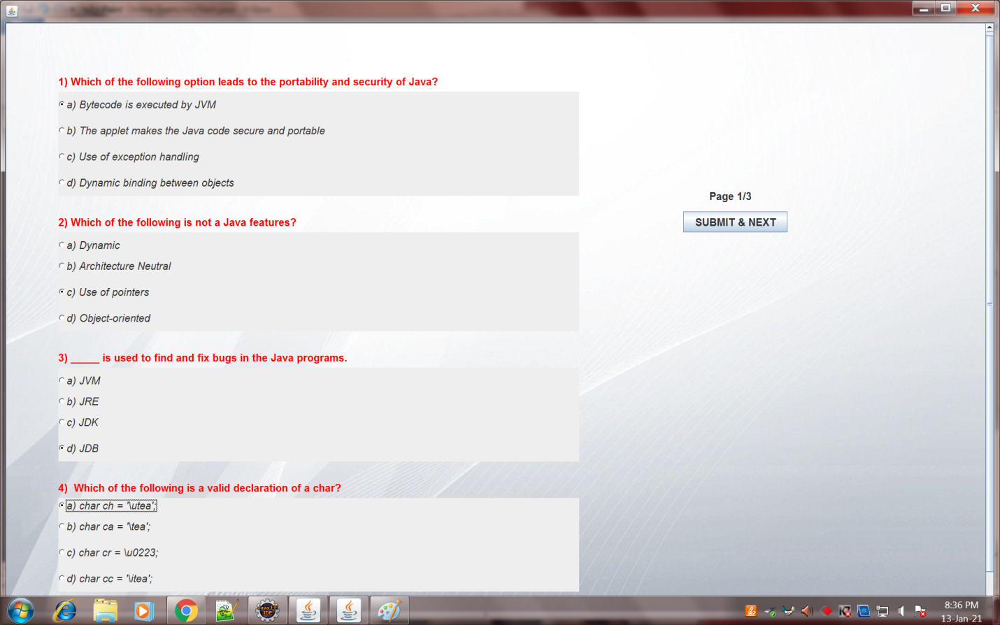 1) Which of the following option leads to the portability and security of Java?
a) Bytecode is executed by JVM
b) The applet makes the Java code secure and portable
c) Use of exception handling
d) Dynamic binding between objects
Page 1/3
SUBMIT & NEXT
2) Which of the following is not a Java features?
a) Dynamic
b) Architecture Neutral
c) Use of pointers
d) Object-oriented
3) _____ is used to find and fix bugs in the Java programs.
a) JVM
b) JRE
c) JDK
d) JDB
4)  Which of the following is a valid declaration of a char?
a) char ch = '\utea';
b) char ca = '\tea';
c) char cr = \u0223;
d) char cc = '\itea';
Java EE
IDE
8:36 PM
13-Jan-21